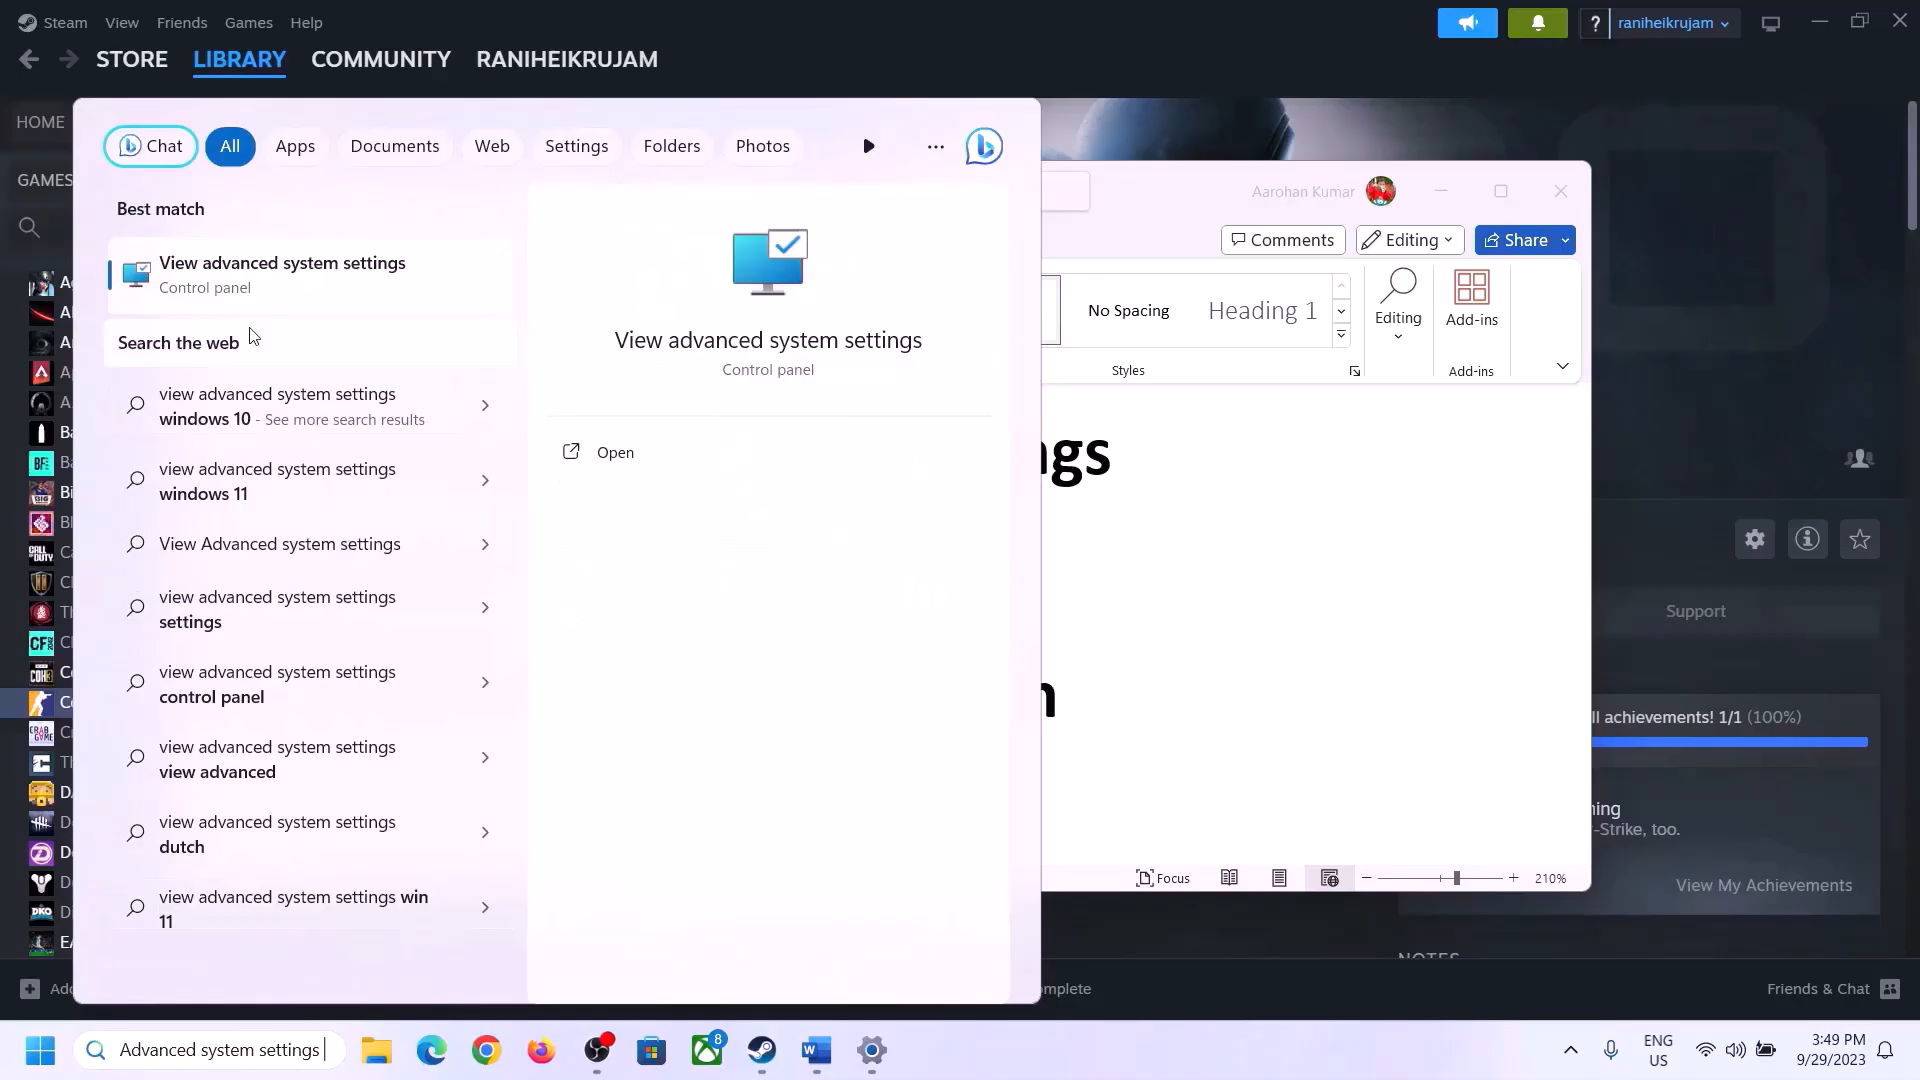 Steam View Friends Games Help
raniheikrujam
STORE LIBRARY COMMUNITY RANIHEIKRUJAM
HOME
GAMES
Chat All Apps Documents Web Settings Folders Photos
Best match
View advanced system settings
Control panel
Search the web
view advanced system settings
windows 10 - See more search results
view advanced system settings
windows 11
View Advanced system settings
view advanced system settings
settings
view advanced system settings
control panel
view advanced system settings
view advanced
view advanced system settings
dutch
view advanced system settings win
11
View advanced system settings
Control panel
Open
Aarohan Kumar
Comments Editing Share
No Spacing Heading 1
Editing
Add-ins
Styles
Add-ins
ngs
n
Focus
210%
Support
ll achievements! 1/1 (100%)
ning
-Strike, too.
View My Achievements
Add
mplete
Friends & Chat
Advanced system settings
8
ENG
US
3:49 PM
9/29/2023